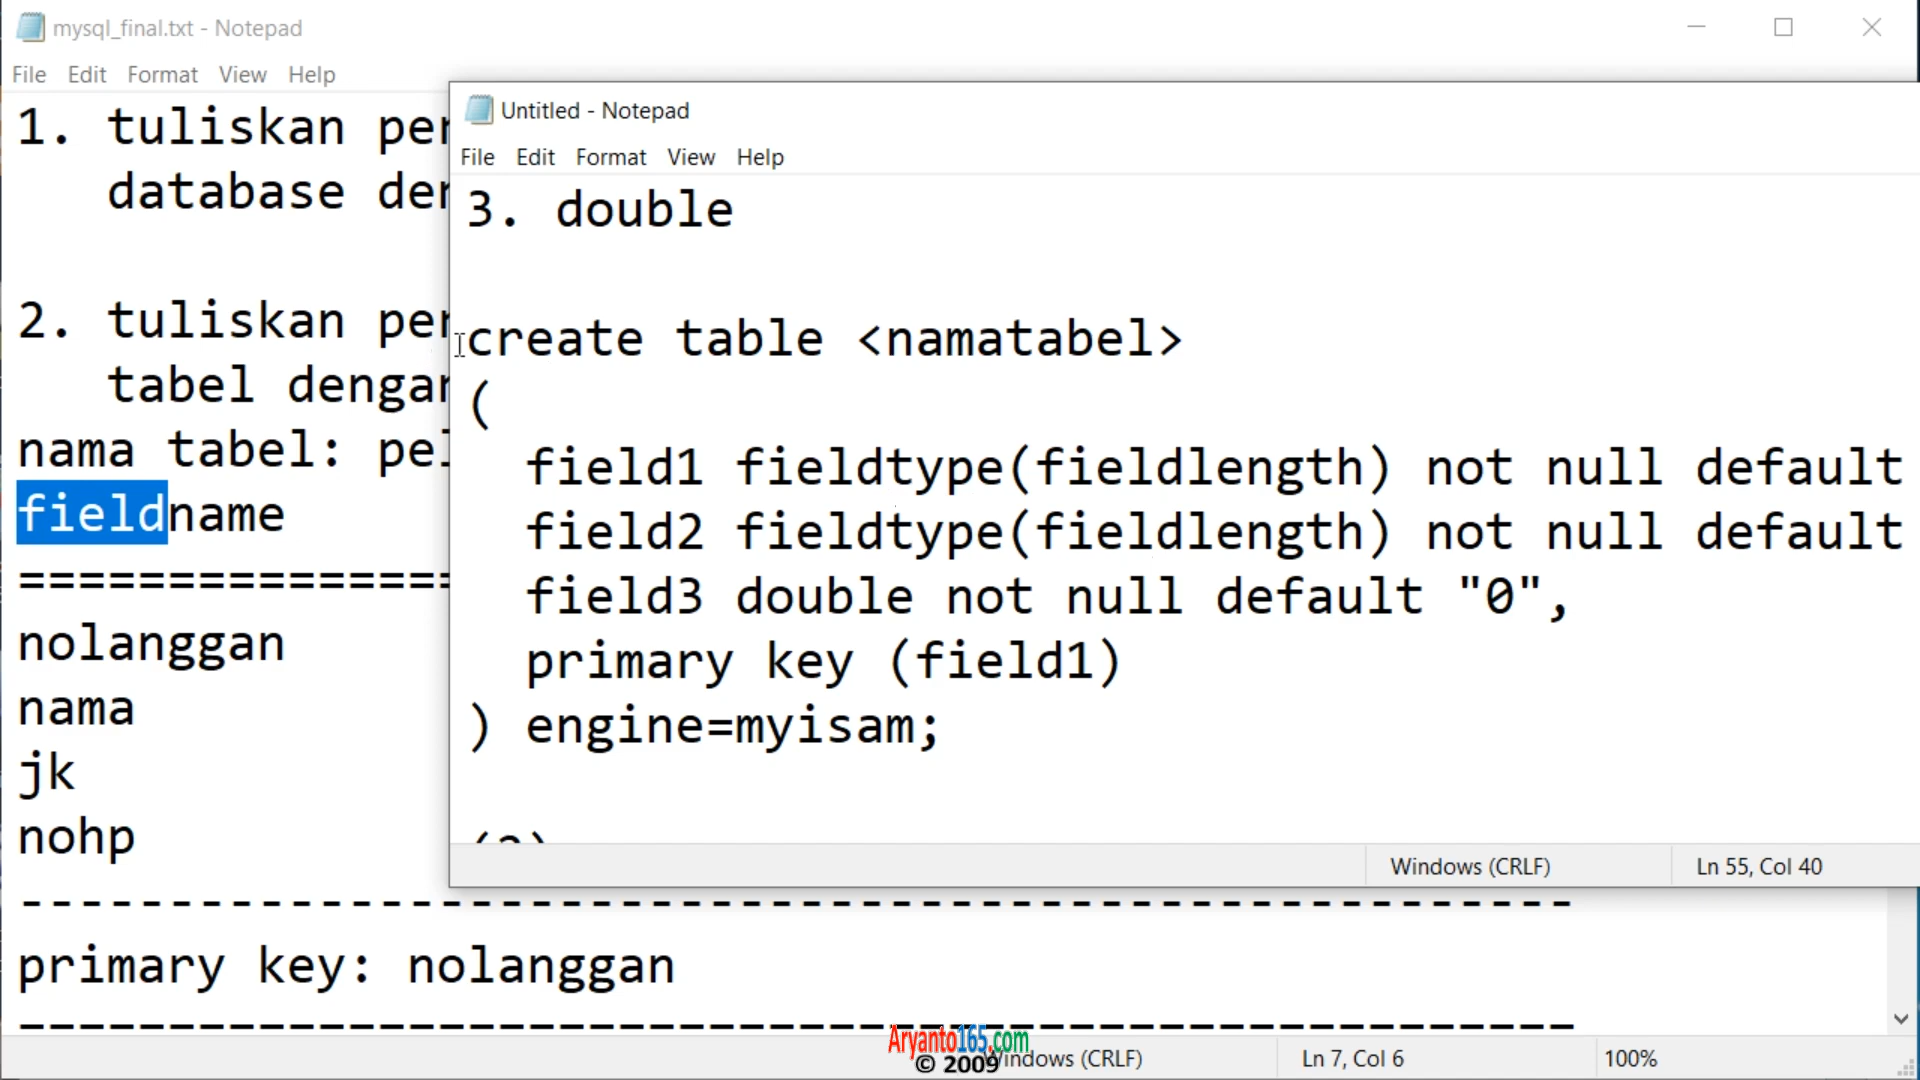 mysql_final.txt - Notepad
File Edit Format View Help
1. tuliskan per
database der
2. tuliskan per
tabel dengan
nama tabel: pel
fieldname
================
nolanggan
nama
jk
nohp
----------------------------------------------------
primary key: nolanggan
----------------------------------------------------
Windows (CRLF) Ln 7, Col 6 100%
Untitled - Notepad
File Edit Format View Help
3. double
create table <namatabel>
(
field1 fieldtype(fieldlength) not null default
field2 fieldtype(fieldlength) not null default
field3 double not null default "0",
primary key (field1)
) engine=myisam;
Windows (CRLF) Ln 55, Col 40
Aryanto165.com
© 2009